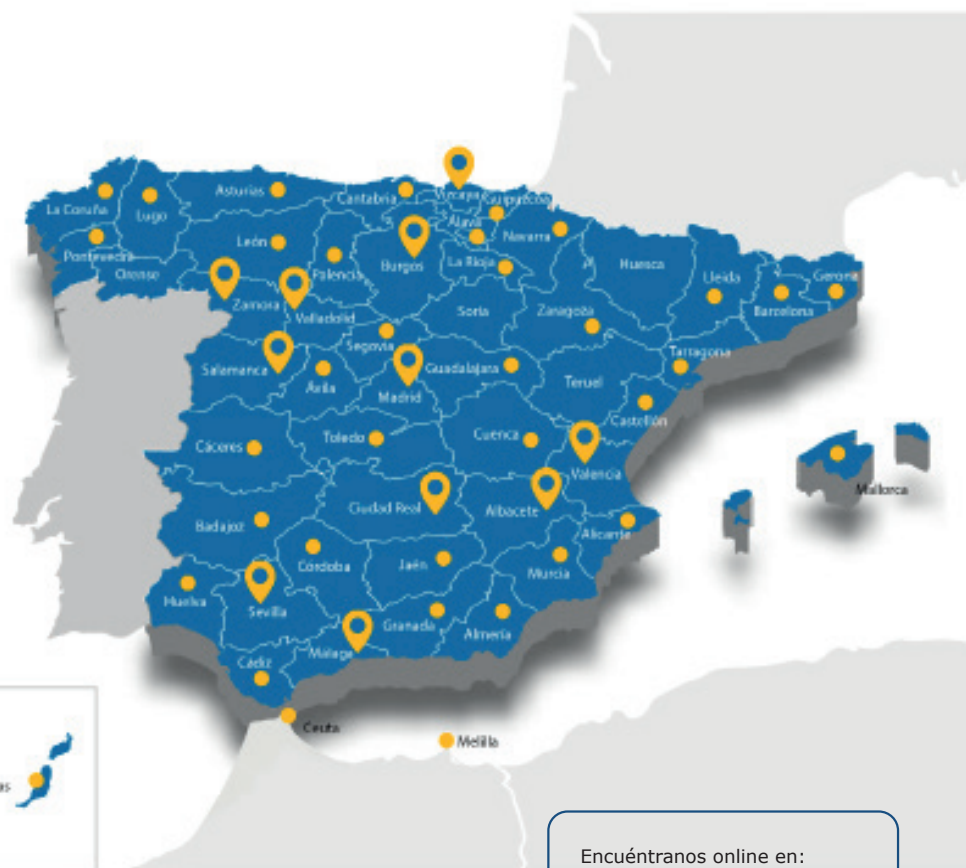 Asturias
Cantabria
Vizcaya
Guipúzcoa
La Coruña
Lugo
Álava
Navarra
León
Pontevedra
Orense
Palencia
Burgos
La Rioja
Huesca
Lleida
Gerona
Zamora
Valladolid
Soria
Zaragoza
Barcelona
Segovia
Salamanca
Ávila
Madrid
Guadalajara
Tarragona
Teruel
Castellón
Cáceres
Toledo
Cuenca
Valencia
Mallorca
Ciudad Real
Albacete
Badajoz
Alicante
Córdoba
Jaén
Murcia
Huelva
Sevilla
Granada
Almería
Málaga
Cádiz
Ceuta
Melilla
Encuéntranos online en: